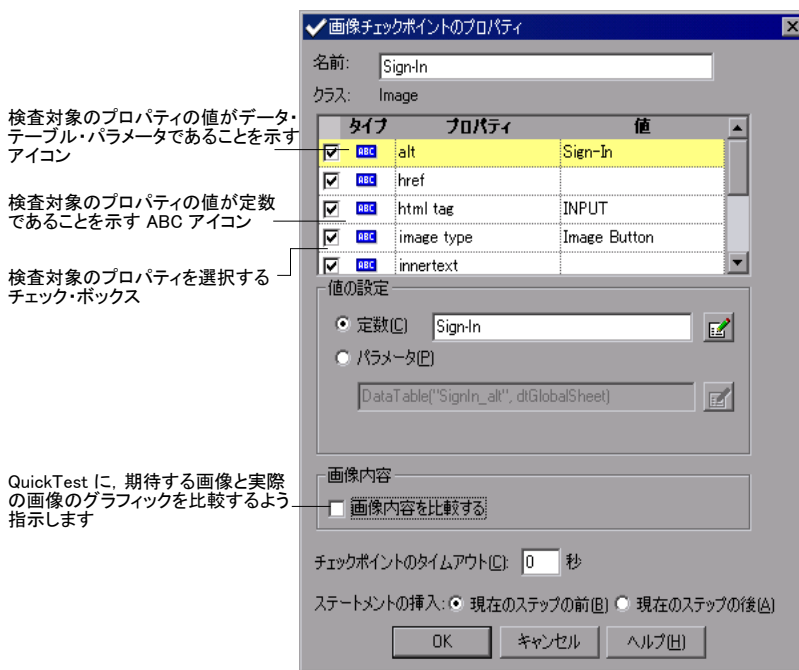 画像チェックポイントのプロパティ
名前:
Sign-In
クラス: Image
検査対象のプロパティの値がデータ・
テーブル・パラメータであることを示す
アイコン
タイプ プロパティ 値
ABC alt Sign-In
ABC href
検査対象のプロパティの値が定数
であることを示す ABC アイコン
ABC html tag INPUT
ABC image type Image Button
検査対象のプロパティを選択する
チェック・ボックス
ABC innertext
値の設定
定数(C) Sign-In
パラメータ(P)
DataTable("SignIn_alt", dtGlobalSheet)
QuickTest に, 期待する画像と実際
の画像のグラフィックを比較するよう
指示します
画像内容
画像内容を比較する
チェックポイントのタイムアウト(C): 0 秒
ステートメントの挿入: 現在のステップの前(B) 現在のステップの後(A)
OK キャンセル ヘルプ(H)